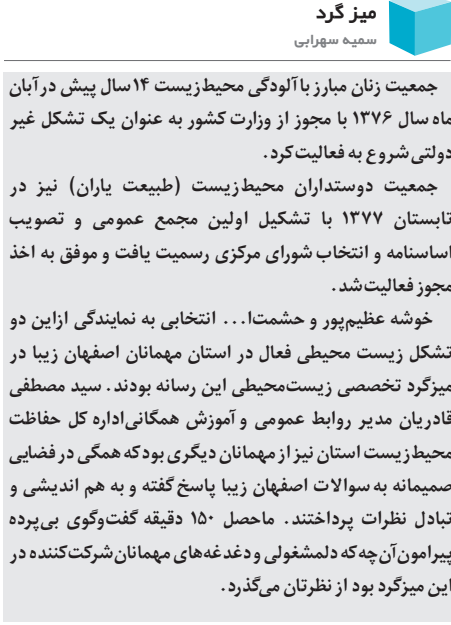 میز گرد
سمیه سهرابی
جمعیت زنان مبارز با آلودگی محیط‌زیست ۱۴ سال پیش در آبان
ماه سال ۱۳۷۶ با مجوز از وزارت کشور به عنوان یک تشکل غیر
دولتی شروع به فعالیت کرد.
جمعیت دوستداران محیط‌زیست (طبیعت یاران) نیز در
تابستان ۱۳۷۷ با تشکیل اولین مجمع عمومی و تصویب
اساسنامه و انتخاب شورای مرکزی رسمیت یافت و موفق به اخذ
مجوز فعالیت شد.
خوشه عظیم‌پور و حشمت‌ا... انتخابی به نمایندگی ازاین دو
تشکل زیست محیطی فعال در استان مهمانان اصفهان زیبا در
میزگرد تخصصی زیست‌محیطی این رسانه بودند. سید مصطفی
قادریان مدیر روابط عمومی و آموزش همگانی‌اداره کل حفاظت
محیط‌زیست استان نیز از مهمانان دیگری بودکه همگی در فضایی
صمیمانه به سوالات اصفهان زیبا پاسخ گفته و به هم اندیشی و
تبادل نظرات پرداختند. ماحصل ۱۵۰ دقیقه گفت‌وگوی بی‌پرده
پیرامون‌آن‌چه‌که دلمشغولی و دغدغه‌های مهمانان‌شرکت‌کننده در
این میزگرد بود از نظرتان می‌گذرد.